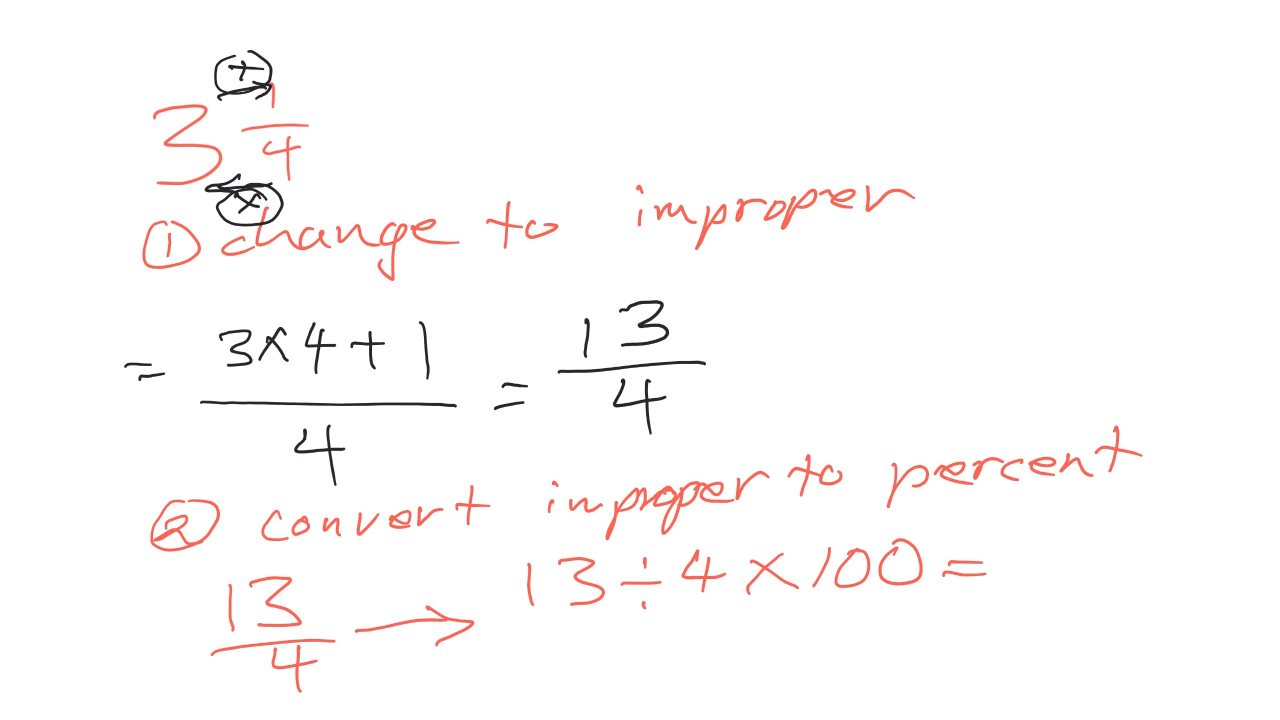 +
3 1/4
×
① change to improper
= (3×4+1)/4 = 13/4
② convert improper to percent
13/4 → 13÷4×100=